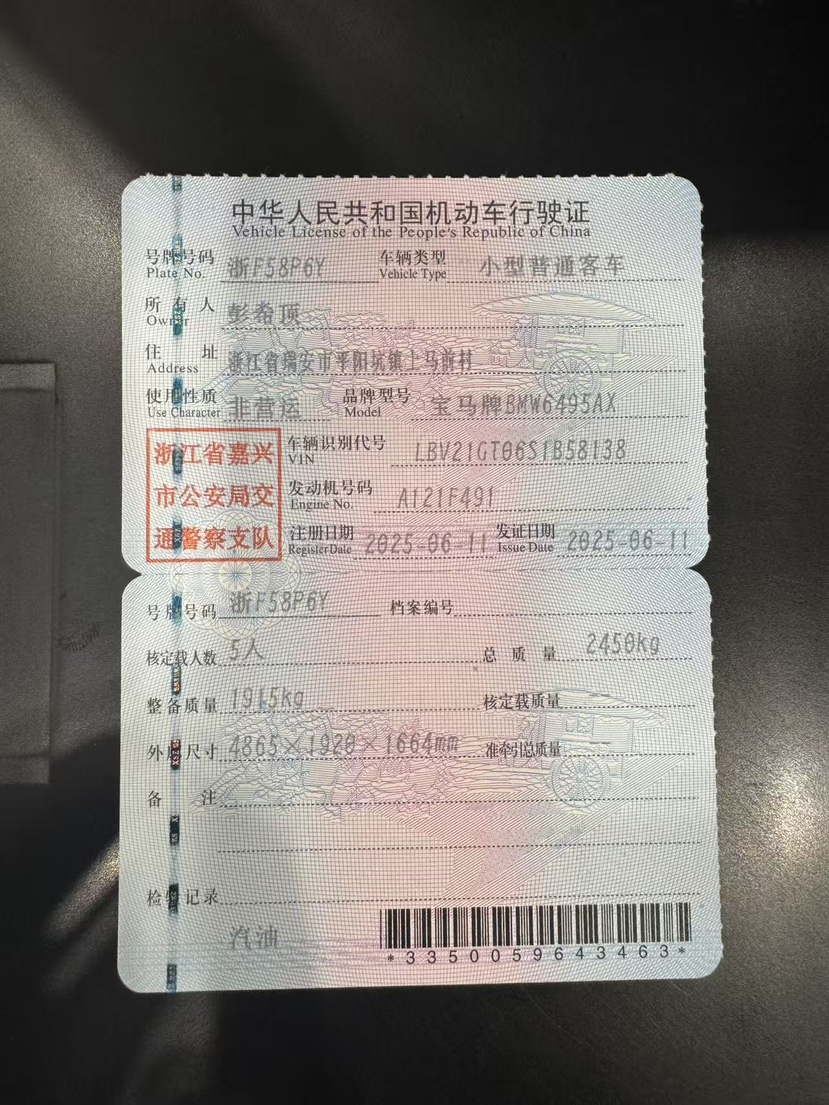 中华人民共和国机动车行驶证
Vehicle License of the People's Republic of China
号牌号码 浙F58P6Y 车辆类型 小型普通客车
Plate No. Vehicle Type
所有人 彭希顶
Owner
住址 浙江省瑞安市平阳坑镇上马前村
Address
使用性质 非营运 品牌型号 宝马牌BMW6495AX
Use Character Model
浙江省嘉兴
市公安局交
通警察支队
车辆识别代号 LBV21GT06S1B58138
VIN
发动机号码 A121F491
Engine No.
注册日期 2025-06-11 发证日期 2025-06-11
Register Date Issue Date
号牌号码 浙F58P6Y 档案编号
核定载人数 5人 总质量 2450kg
整备质量 1915kg 核定载质量
外廓尺寸 4865×1920×1664mm 准牵引总质量
备注
检验记录
汽油
*3350059643463*